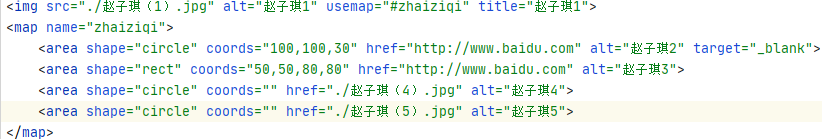 <img src="./赵子琪（1）.jpg" alt="赵子琪1" usemap="#zhaiziqi" title="赵子琪1">
<map name="zhaiziqi">
<area shape="circle" coords="100,100,30" href="http://www.baidu.com" alt="赵子琪2" target="_blank">
<area shape="rect" coords="50,50,80,80" href="http://www.baidu.com" alt="赵子琪3">
<area shape="circle" coords="" href="./赵子琪（4）.jpg" alt="赵子琪4">
<area shape="circle" coords="" href="./赵子琪（5）.jpg" alt="赵子琪5">
</map>